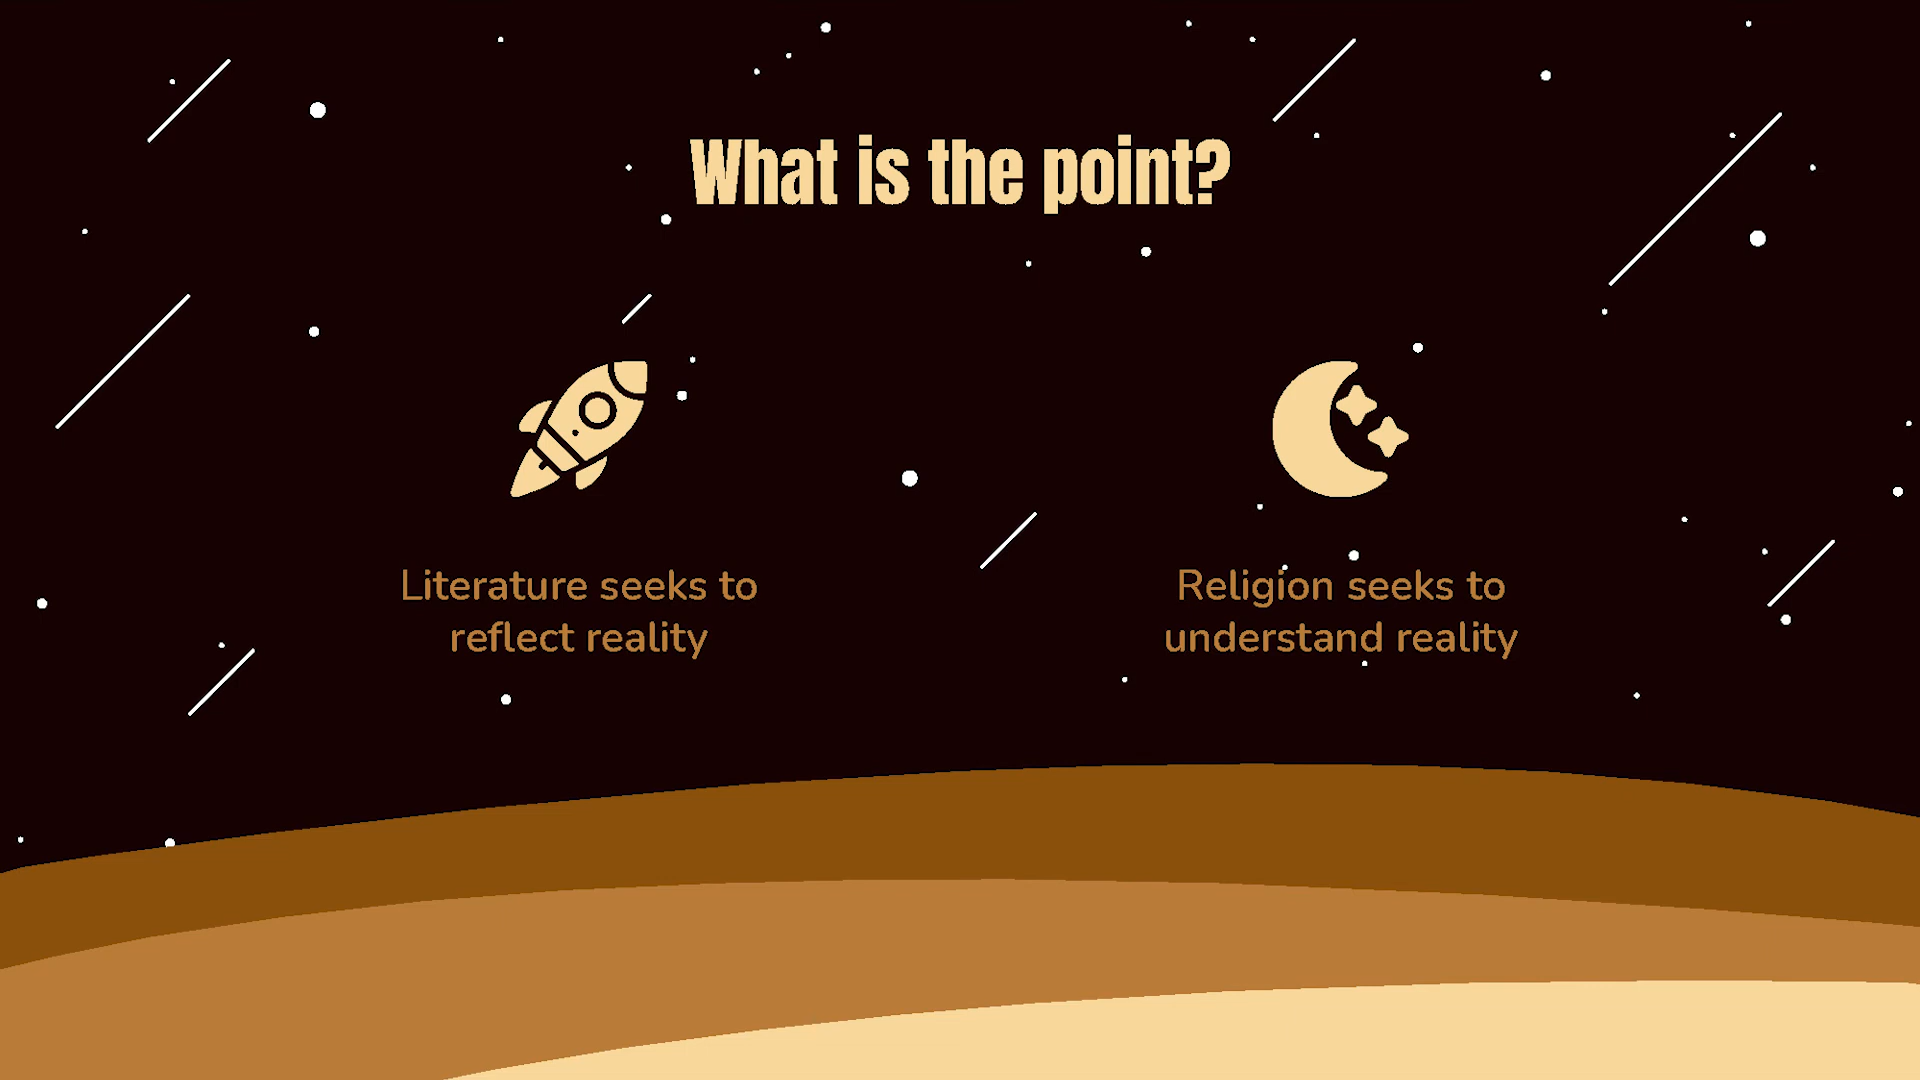 What is the point?
Literature seeks to
reflect reality
Religion seeks to
understand reality